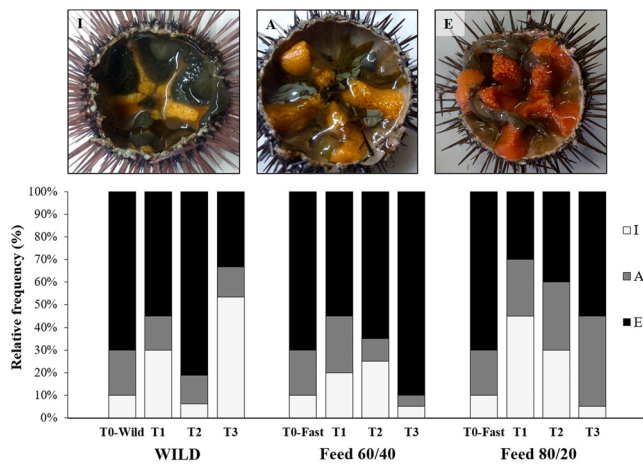 I
A
E
100%
90%
80%
70%
60%
50%
40%
30%
20%
10%
0%
Relative frequency (%)
I
A
E
T0-Wild T1 T2 T3 T0-Fast T1 T2 T3 T0-Fast T1 T2 T3
WILD Feed 60/40 Feed 80/20